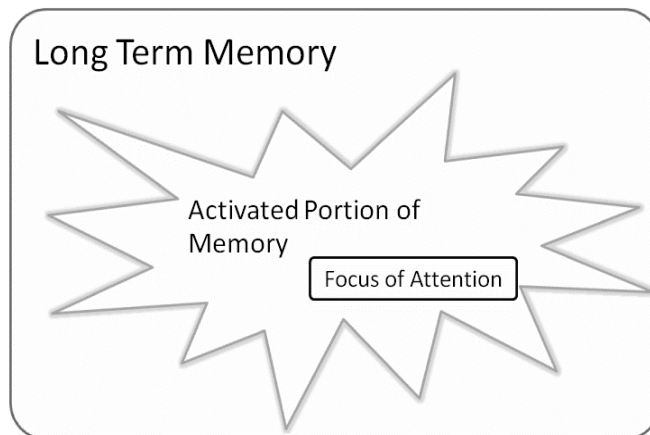 Long Term Memory
Activated Portion of
Memory
Focus of Attention